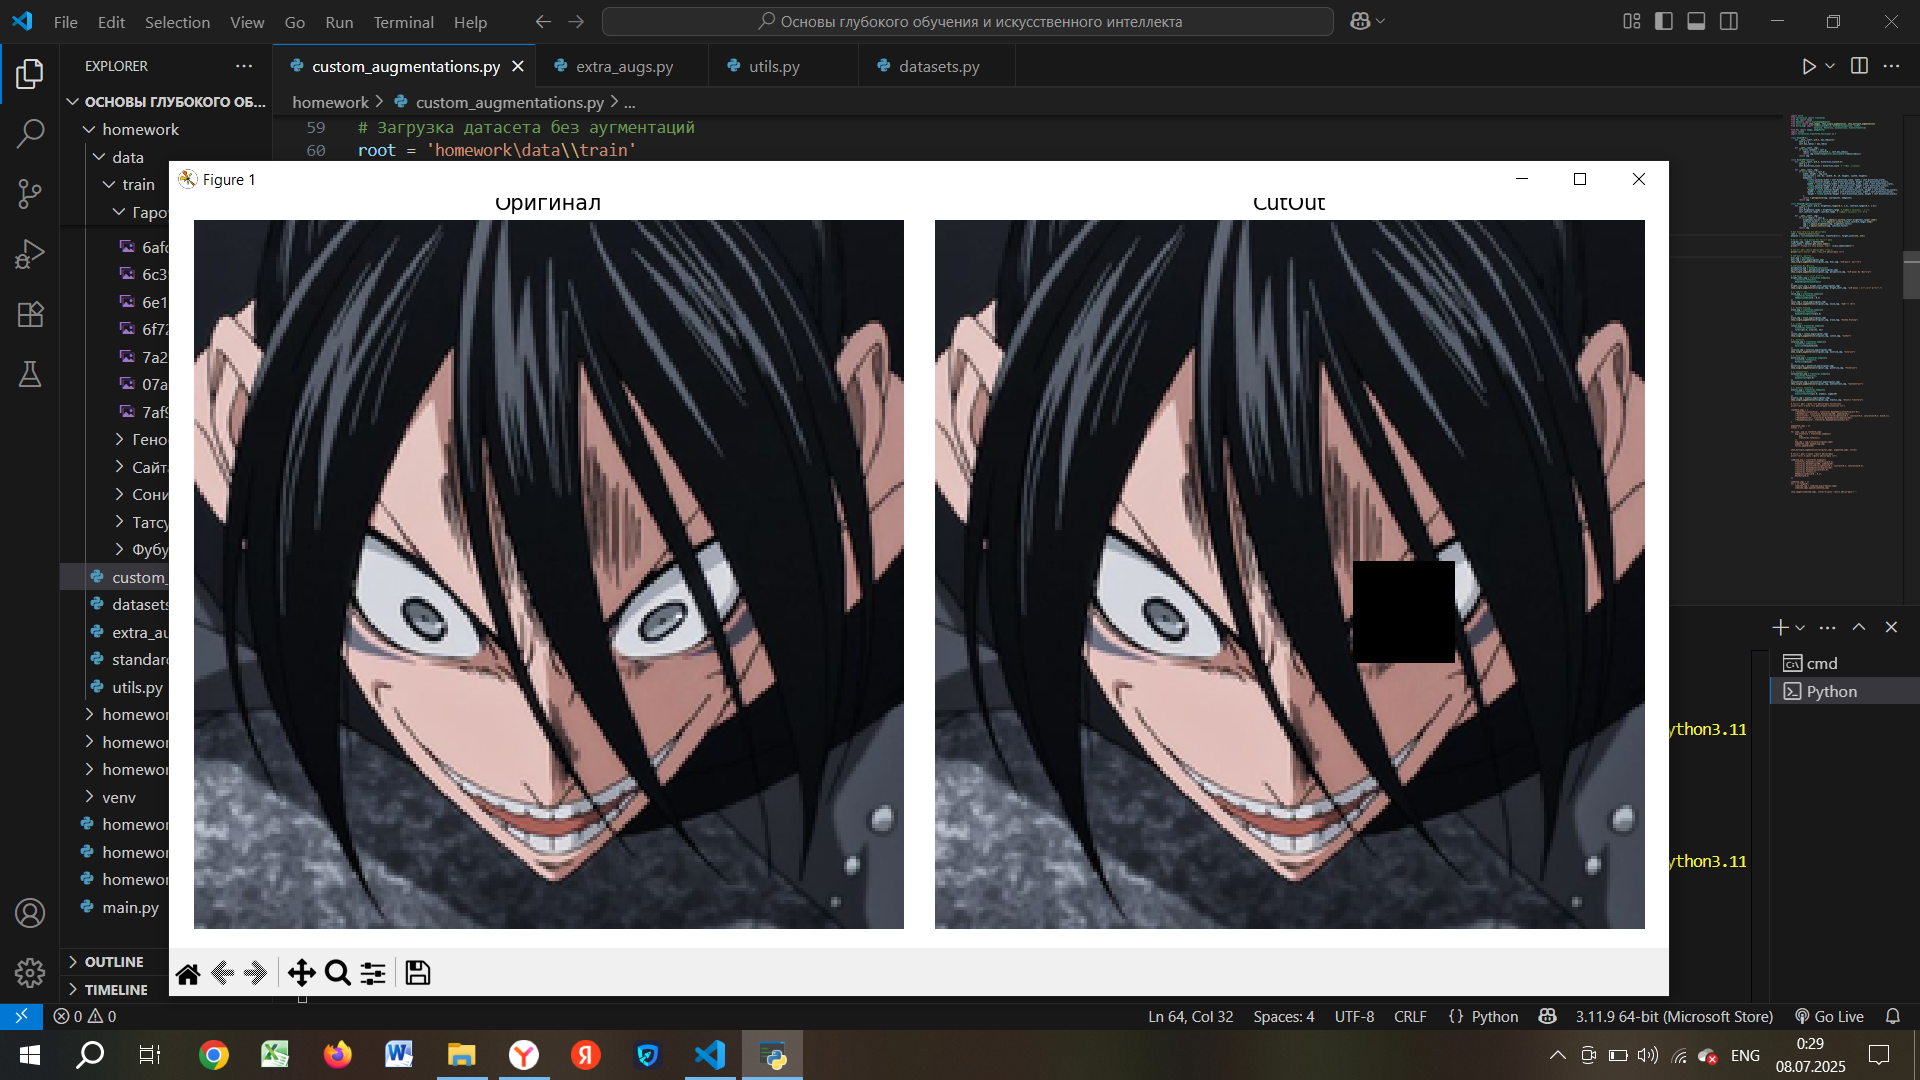 File Edit Selection View Go Run Terminal Help
Основы глубокого обучения и искусственного интеллекта
EXPLORER
custom_augmentations.py
extra_augs.py
utils.py
datasets.py
ОСНОВЫ ГЛУБОКОГО ОБ...
homework > custom_augmentations.py > ...
homework
data
train
Гароу
6afc
6c3
6e1
6f72
7a2
07a
7af9
Гено
Сайта
Сони
Татсу
Фубу
custom_
datasets
extra_au
standard
utils.py
homewor
homewor
homewor
venv
homewor
homewor
homewor
main.py
OUTLINE
TIMELINE
59 # Загрузка датасета без аугментаций
60 root = 'homework\data\\train'
Figure 1
Оригинал
CutOut
cmd
Python
ython3.11
ython3.11
0 0
Ln 64, Col 32
Spaces: 4
UTF-8
CRLF
{} Python
3.11.9 64-bit (Microsoft Store)
Go Live
ENG
0:29
08.07.2025